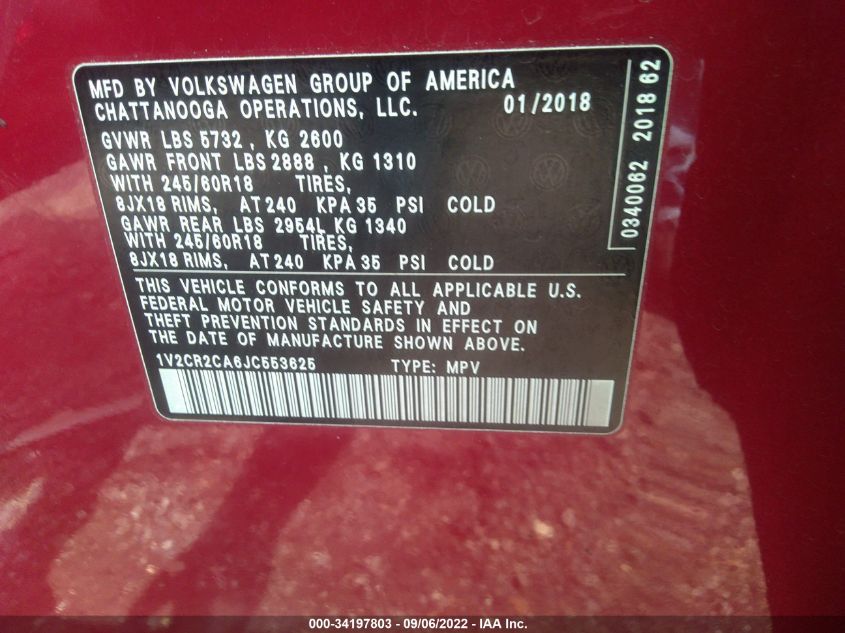 MFD BY VOLKSWAGEN GROUP OF AMERICA
CHATTANOOGA OPERATIONS, LLC. 01/2018
GVWR LBS 5732 , KG 2600
GAWR FRONT LBS 2888 , KG 1310
WITH 245/60R18 TIRES,
8JX18 RIMS, AT 240 KPA 35 PSI COLD
GAWR REAR LBS 2954L KG 1340
WITH 245/60R18 TIRES,
8JX18 RIMS, AT 240 KPA 35 PSI COLD
THIS VEHICLE CONFORMS TO ALL APPLICABLE U.S.
FEDERAL MOTOR VEHICLE SAFETY AND
THEFT PREVENTION STANDARDS IN EFFECT ON
THE DATE OF MANUFACTURE SHOWN ABOVE.
1V2CR2CA6JC553625 TYPE: MPV
0340062 2018 62
000-34197803 - 09/06/2022 - IAA Inc.